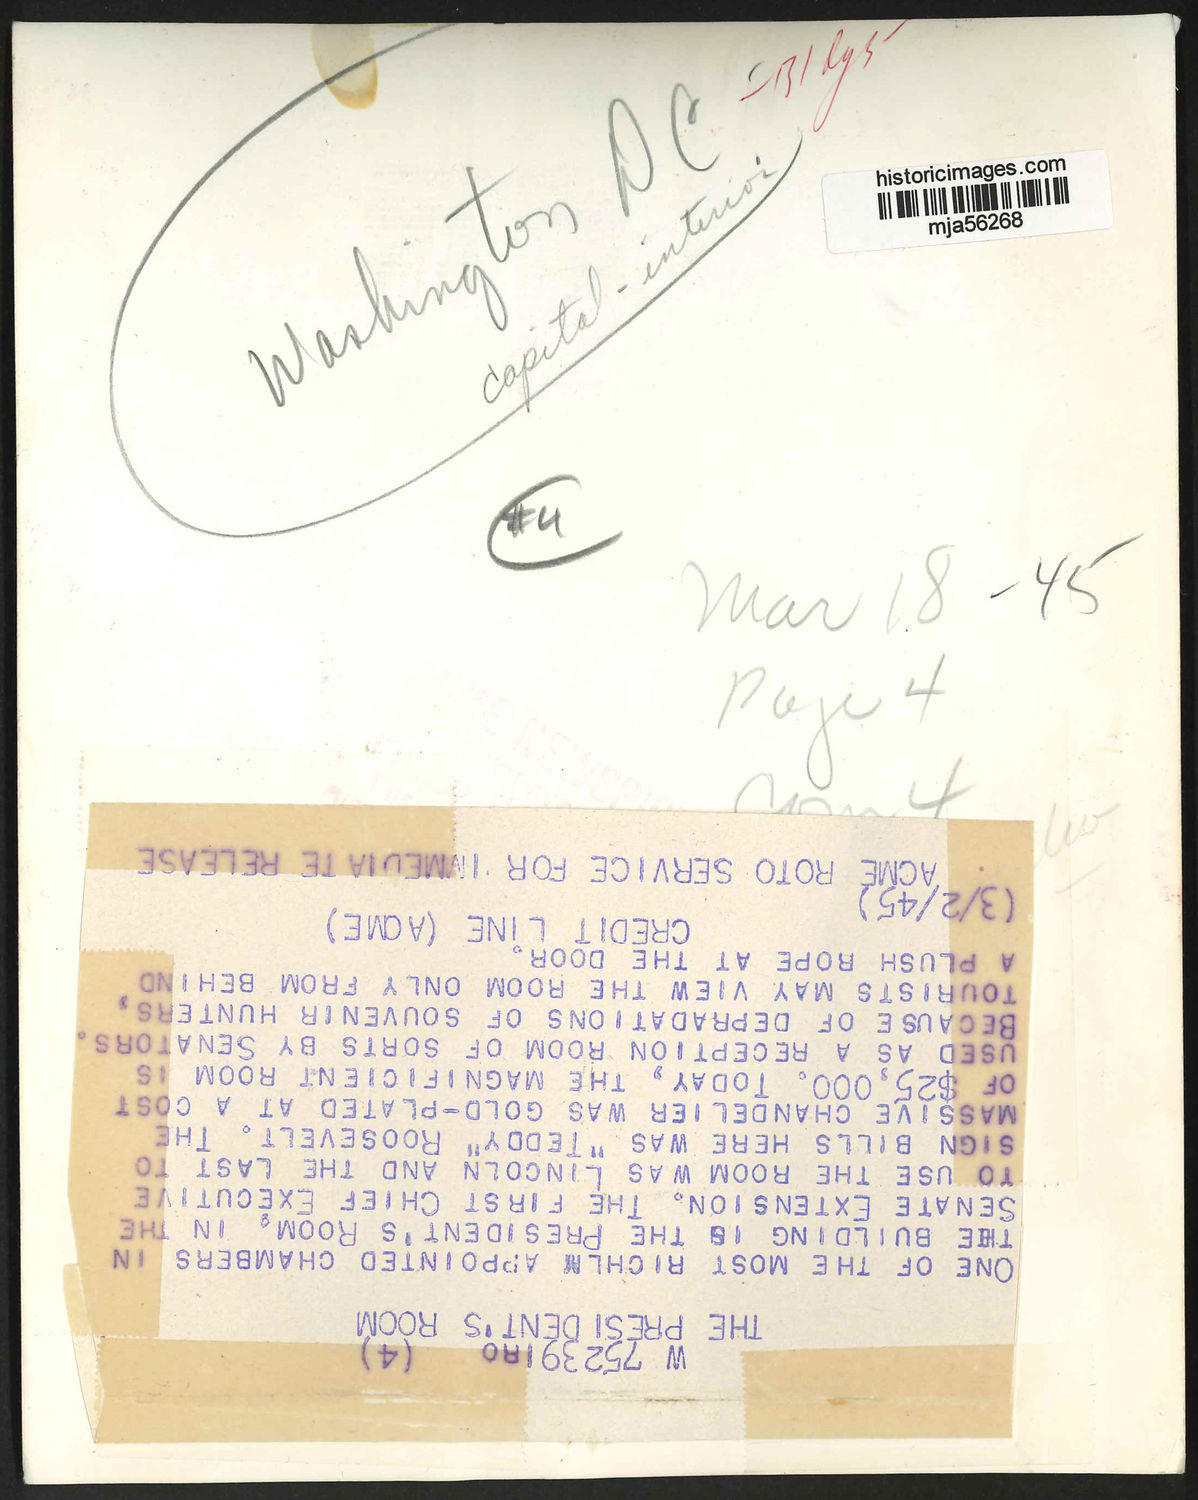 -Bldgs
Washington DC
capital-interior
historicimages.com
mja56268
#4
Mar 18 -45
Page 4
W 7523911RO (4)
THE PRESIDENT'S ROOM
ONE OF THE MOST RICHLY APPOINTED CHAMBERS IN
THE BUILDING IS THE PRESIDENT'S ROOM, IN THE
SENATE EXTENSION. THE FIRST CHIEF EXECUTIVE
TO USE THE ROOM WAS LINCOLN AND THE LAST TO
SIGN BILLS HERE WAS "TEDDY" ROOSEVELT. THE
MASSIVE CHANDELIER WAS GOLD-PLATED AT A COST
OF $25,000. TODAY, THE MAGNIFICIENT ROOM IS
USED AS A RECEPTION ROOM OF SORTS BY SENATORS.
BECAUSE OF DEPRADATIONS OF SOUVENIR HUNTERS,
TOURISTS MAY VIEW THE ROOM ONLY FROM BEHIND
A PLUSH ROPE AT THE DOOR.
CREDIT LINE (ACME)
(3/2/45)
ACME ROTO SERVICE FOR IMMEDIATE RELEASE